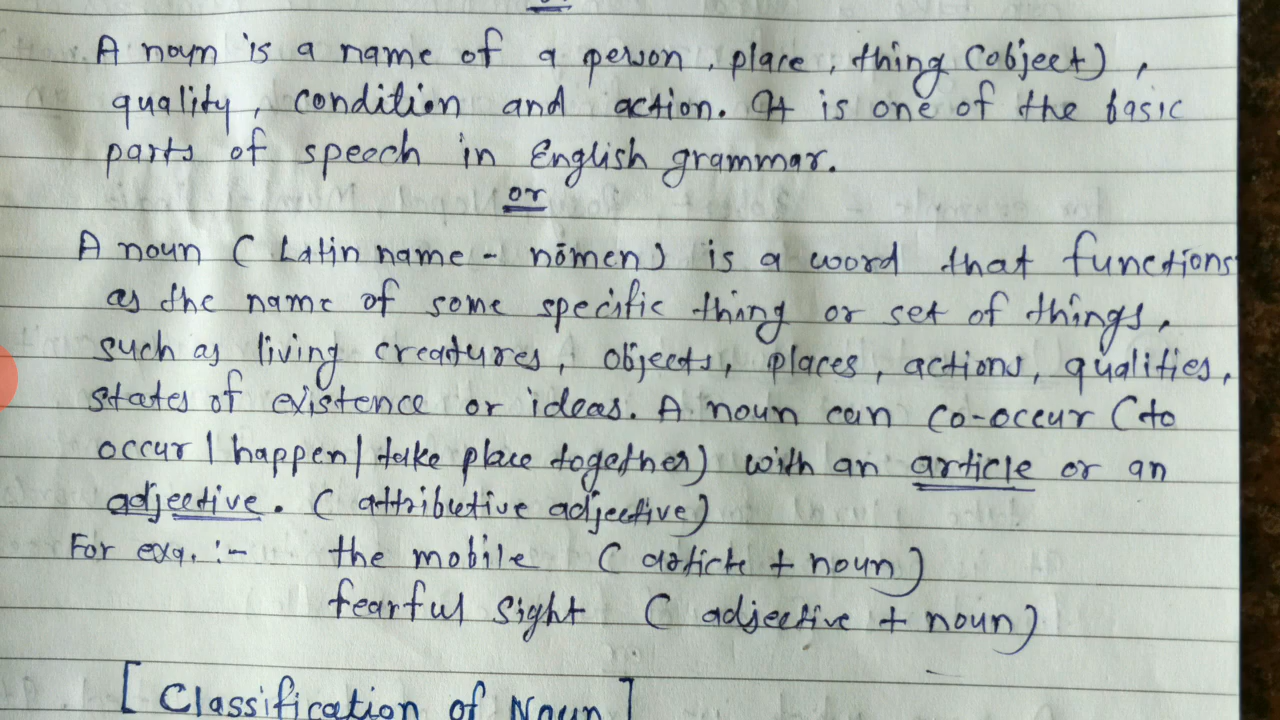 A noun is a name of a person, place, thing (object),
quality, condition and action. It is one of the basic
parts of speech in English grammar.
or
A noun ( Latin name - nōmen) is a word that functions
as the name of some specific thing or set of things,
such as living creatures, objects, places, actions, qualities,
states of existence or ideas. A noun can co-occur (to
occur | happen | take place together) with an article or an
adjective. ( attributive adjective)
For exa. :- the mobile ( article + noun )
fearful sight ( adjective + noun)
[ Classification of Noun ]